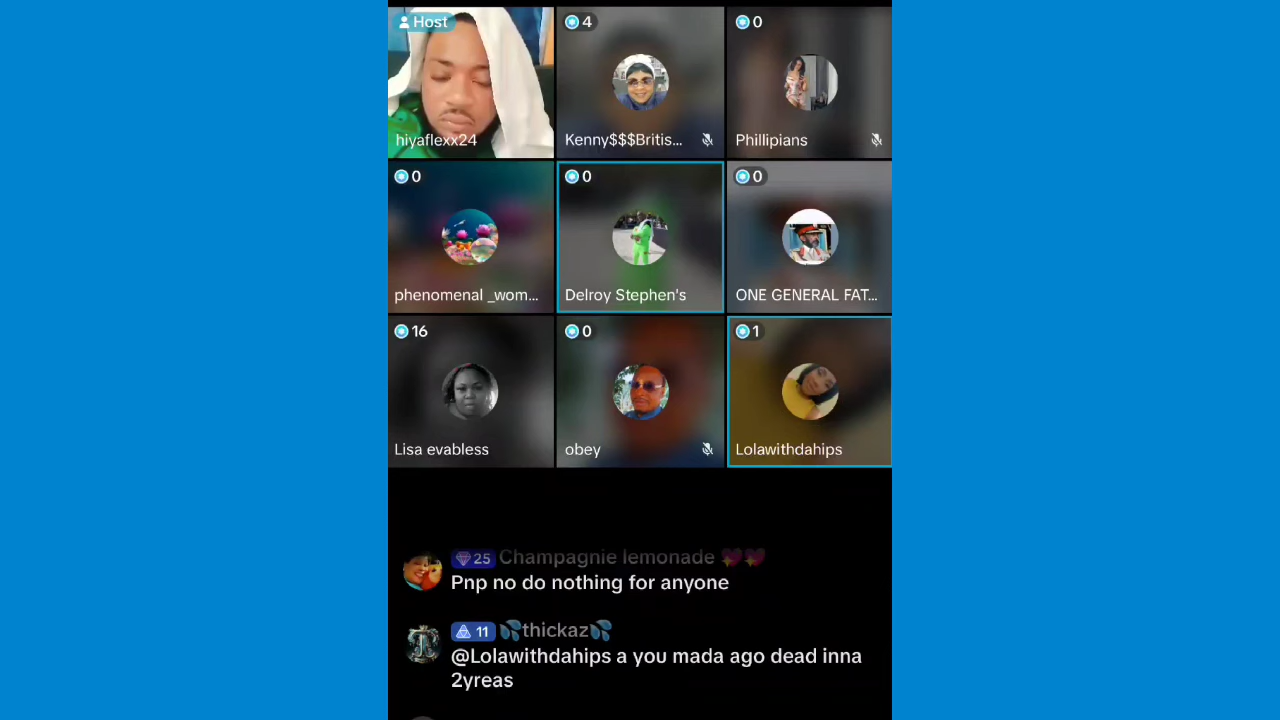 Host
4
0
hiyaflexx24
Kenny$$$Britis...
Phillipians
0
0
0
phenomenal _wom...
Delroy Stephen's
ONE GENERAL FAT...
16
0
1
Lisa evabless
obey
Lolawithdahips
25 Champagnie lemonade 💖💖
Pnp no do nothing for anyone
11 💦thickaz💦
@Lolawithdahips a you mada ago dead inna
2yreas